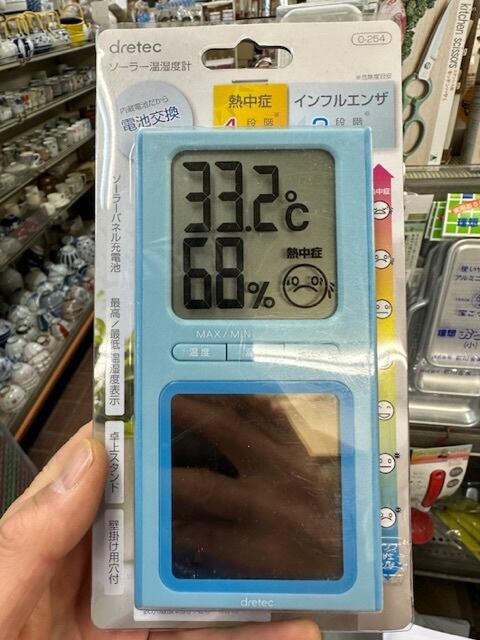 dretec
O-254
ソーラー温湿度計
※危険度目安
内蔵電池だから
電池交換
熱中症
段階
インフルエンザ
段階
33.2℃
68%
熱中症
MAX/MIN
温度
dretec
ソーラーパネル充電池
最高/最低温湿度表示
卓上スタンド
壁掛け用穴付
kitchen scissors